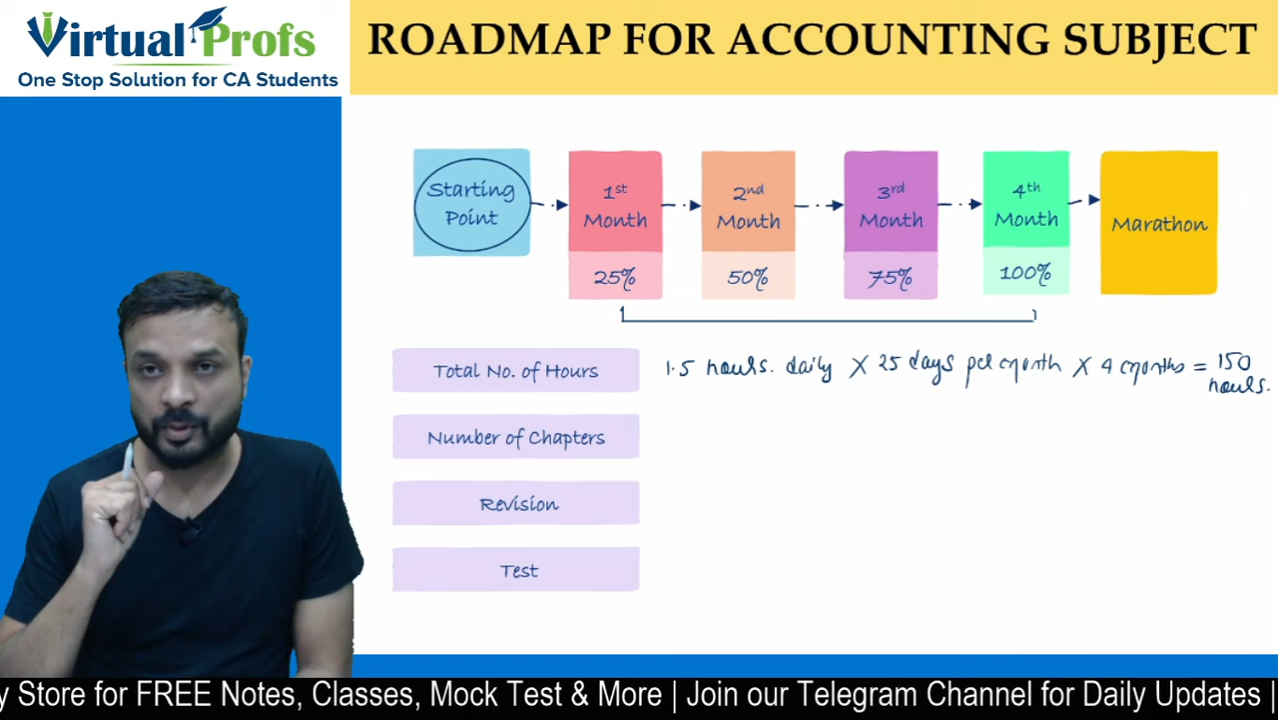 Virtual Profs
One Stop Solution for CA Students
ROADMAP FOR ACCOUNTING SUBJECT
Starting
Point
1st
Month
25%
2nd
Month
50%
3rd
Month
75%
4th
Month
100%
Marathon
Total No. of Hours
1.5 hours. daily X 25 days per month X 4 months = 150
hours.
Number of Chapters
Revision
Test
y Store for FREE Notes, Classes, Mock Test & More | Join our Telegram Channel for Daily Updates |